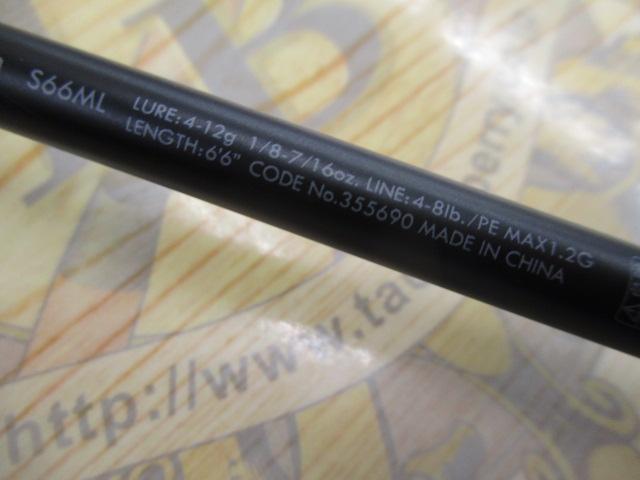 S66ML
LURE:4-12g 1/8-7/16oz. LINE:4-8lb./PE MAX1.2G
LENGTH:6'6" CODE No.355690 MADE IN CHINA
http://www.ta
berry
B